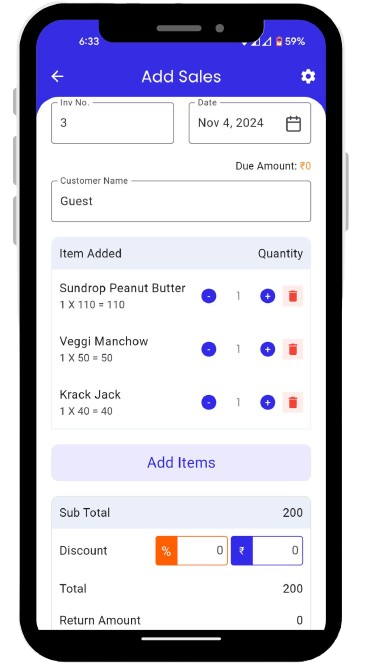 6:33
59%
Add Sales
Inv No.
Date
3
Nov 4, 2024
Due Amount: ₹0
Customer Name
Guest
Item Added
Quantity
Sundrop Peanut Butter
1 X 110 = 110
- 1 +
Veggi Manchow
1 X 50 = 50
- 1 +
Krack Jack
1 X 40 = 40
- 1 +
Add Items
Sub Total 200
Discount % 0 ₹ 0
Total 200
Return Amount 0